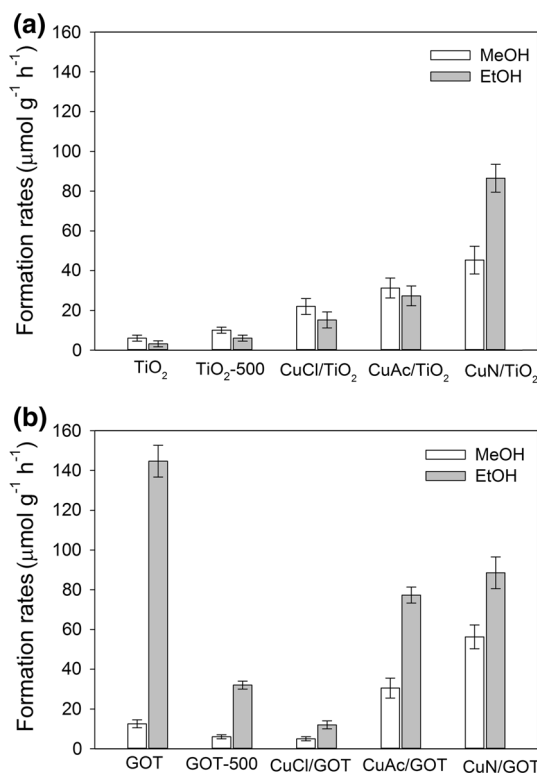 (a)
160
140
120
100
80
60
40
20
0
Formation rates (μmol g⁻¹ h⁻¹)
MeOH
EtOH
TiO₂ TiO₂-500 CuCl/TiO₂ CuAc/TiO₂ CuN/TiO₂
(b)
160
140
120
100
80
60
40
20
0
Formation rates (μmol g⁻¹ h⁻¹)
MeOH
EtOH
GOT GOT-500 CuCl/GOT CuAc/GOT CuN/GOT